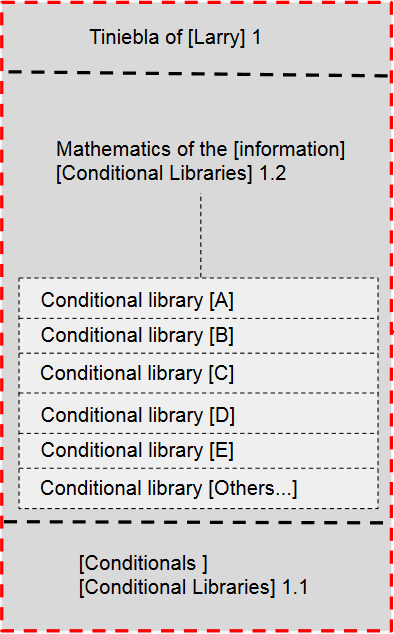 Tiniebla of [Larry] 1
Mathematics of the [information]
[Conditional Libraries] 1.2
Conditional library [A]
Conditional library [B]
Conditional library [C]
Conditional library [D]
Conditional library [E]
Conditional library [Others...]
[Conditionals ]
[Conditional Libraries] 1.1